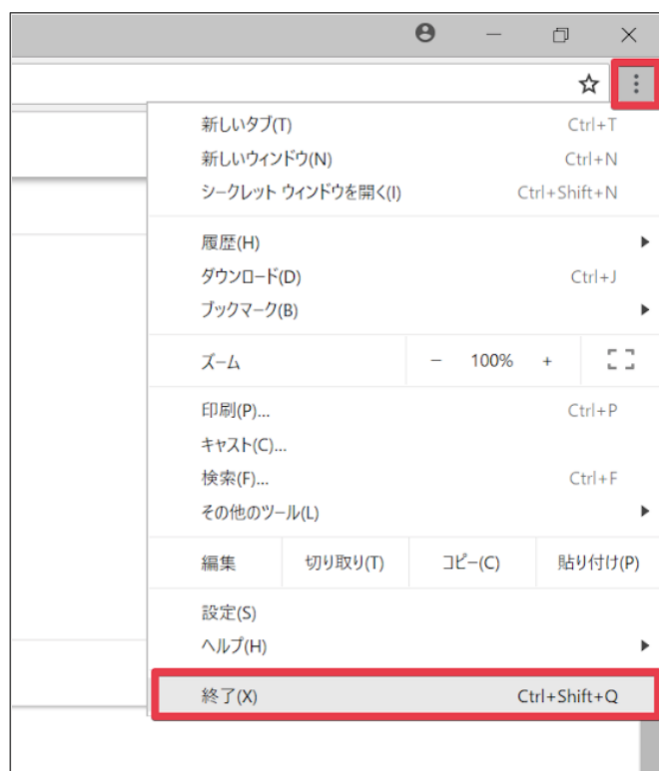 新しいタブ(T) Ctrl+T
新しいウィンドウ(N) Ctrl+N
シークレット ウィンドウを開く(I) Ctrl+Shift+N
履歴(H)
ダウンロード(D) Ctrl+J
ブックマーク(B)
ズーム - 100% +
印刷(P)... Ctrl+P
キャスト(C)...
検索(F)... Ctrl+F
その他のツール(L)
編集 切り取り(T) コピー(C) 貼り付け(P)
設定(S)
ヘルプ(H)
終了(X) Ctrl+Shift+Q